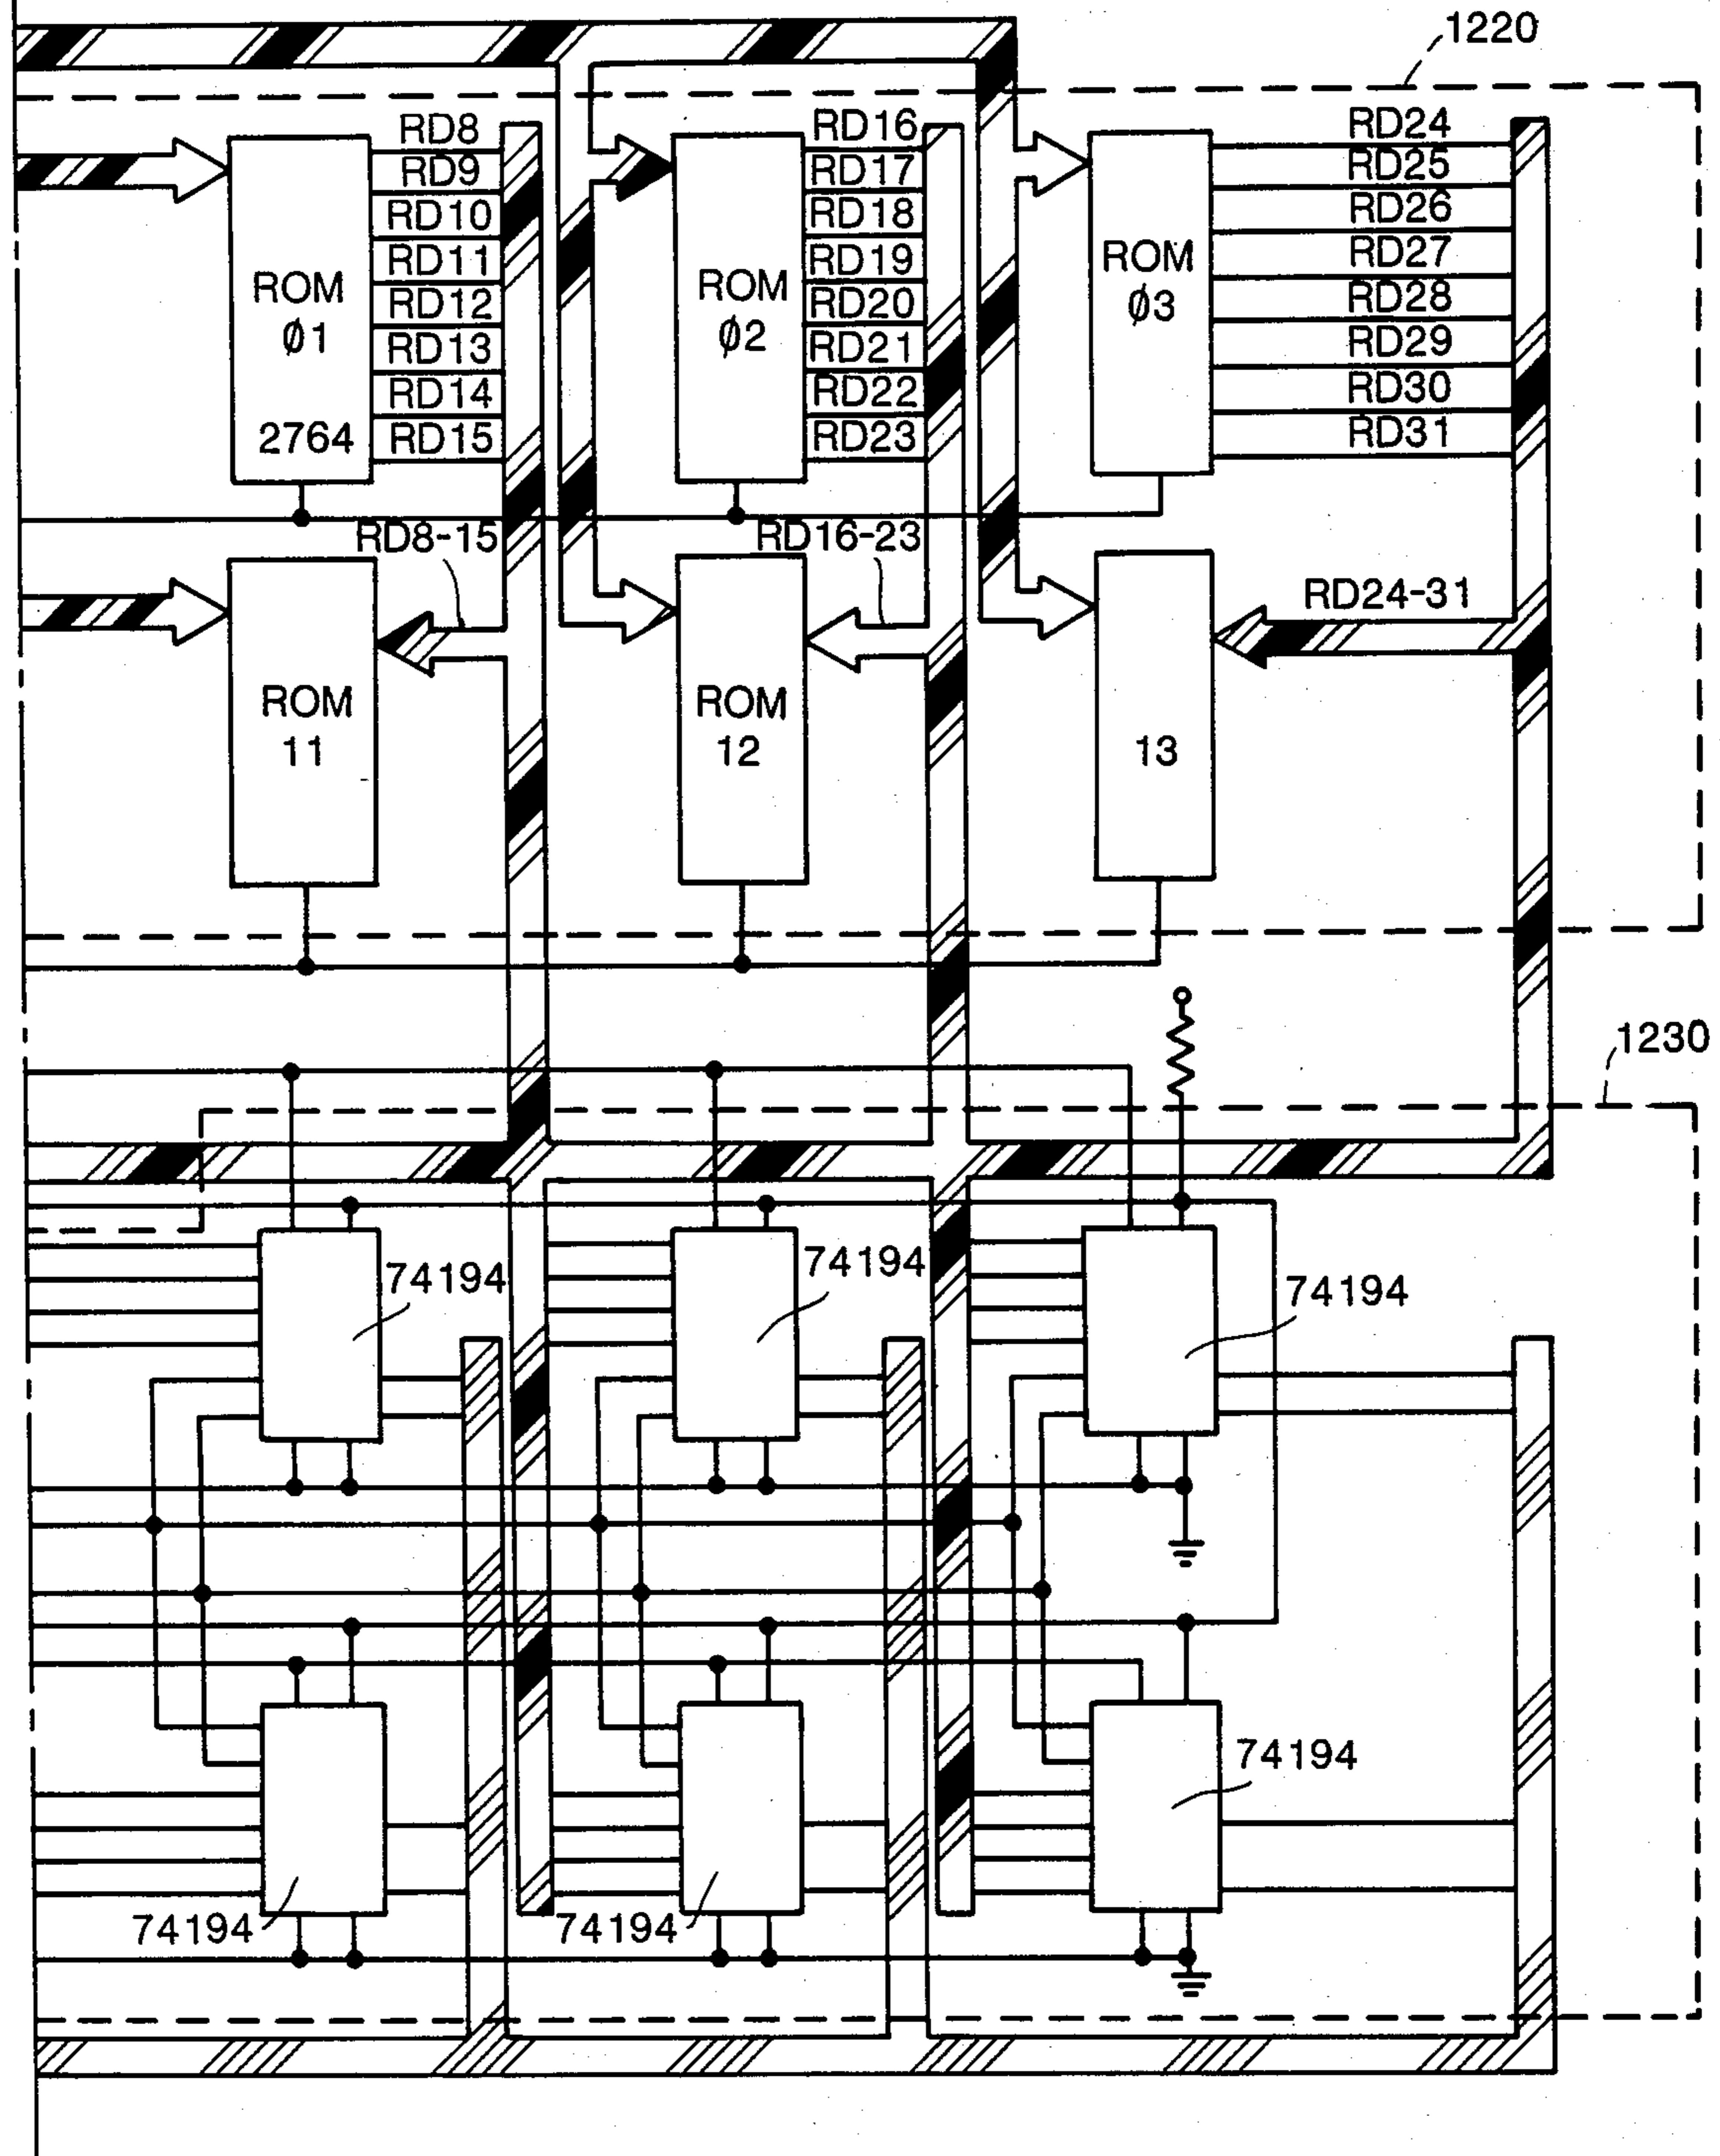 1220
RD8
RD9
RD10
RD11
RD12
RD13
RD14
RD15
ROM
Ø1
2764
RD16
RD17
RD18
RD19
RD20
RD21
RD22
RD23
ROM
Ø2
RD24
RD25
RD26
RD27
RD28
RD29
RD30
RD31
ROM
Ø3
RD8-15
RD16-23
RD24-31
ROM
11
ROM
12
13
1230
74194
74194
74194
74194
74194
74194